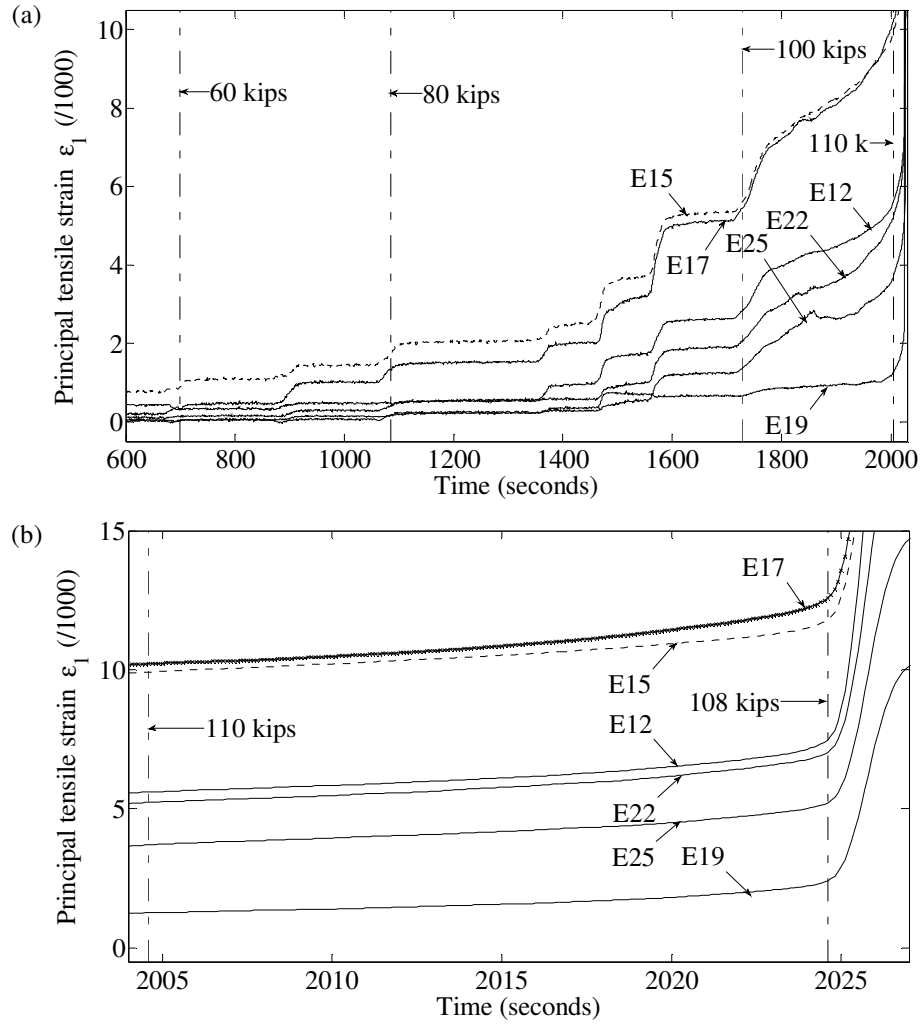 (a)
Principal tensile strain ε1 (/1000)
10
8
6
4
2
0
60 kips
80 kips
100 kips
110 k
E15
E12
E22
E17
E25
E19
600
800
1000
1200
1400
1600
1800
2000
Time (seconds)
(b)
Principal tensile strain ε1 (/1000)
15
10
5
0
E17
E15
110 kips
108 kips
E12
E22
E25
E19
2005
2010
2015
2020
2025
Time (seconds)